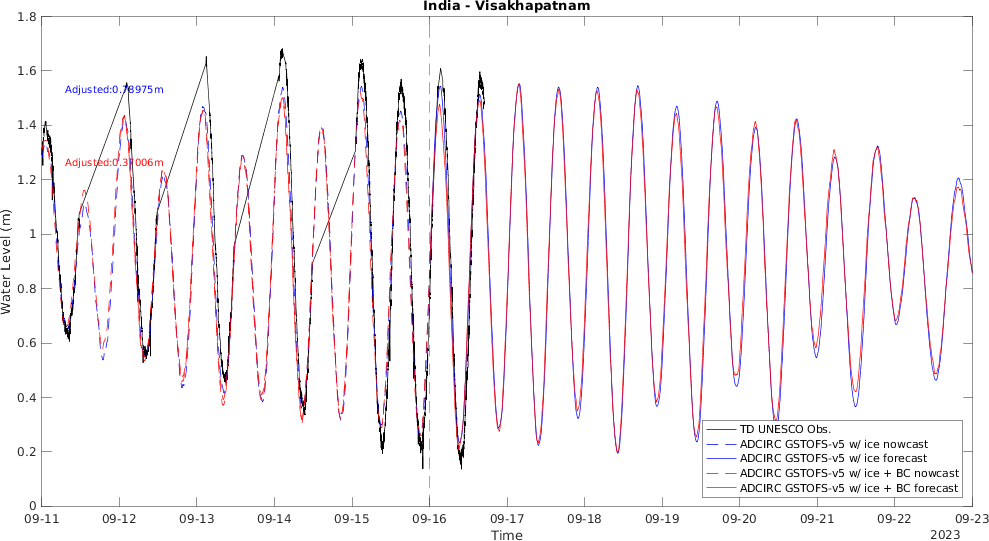 India - Visakhapatnam
1.8
1.6
1.4
1.2
1
0.8
0.6
0.4
0.2
0
Water Level (m)
Adjusted:
Adjusted:
TD UNESCO Obs.
ADCIRC GSTOFS-v5 w/ ice nowcast
ADCIRC GSTOFS-v5 w/ ice forecast
ADCIRC GSTOFS-v5 w/ ice + BC nowcast
ADCIRC GSTOFS-v5 w/ ice + BC forecast
09-11 09-12 09-13 09-14 09-15 09-16 09-17 09-18 09-19 09-20 09-21 09-22 09-23
Time
2023